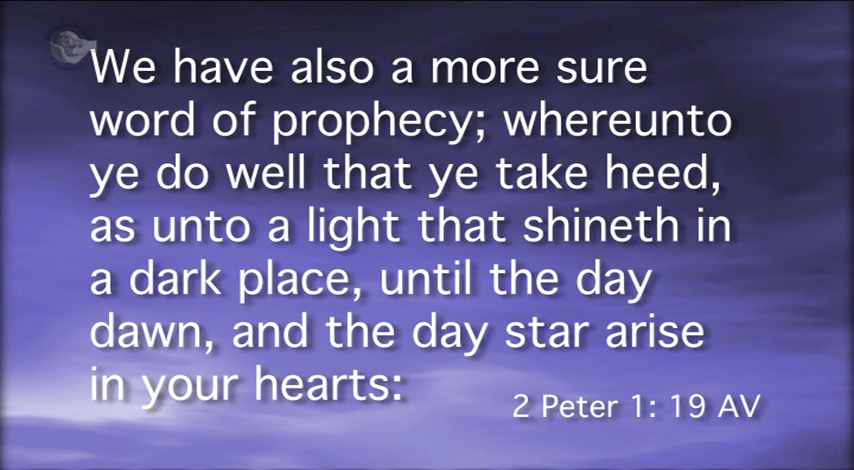 We have also a more sure
word of prophecy; whereunto
ye do well that ye take heed,
as unto a light that shineth in
a dark place, until the day
dawn, and the day star arise
in your hearts:
2 Peter 1: 19 AV